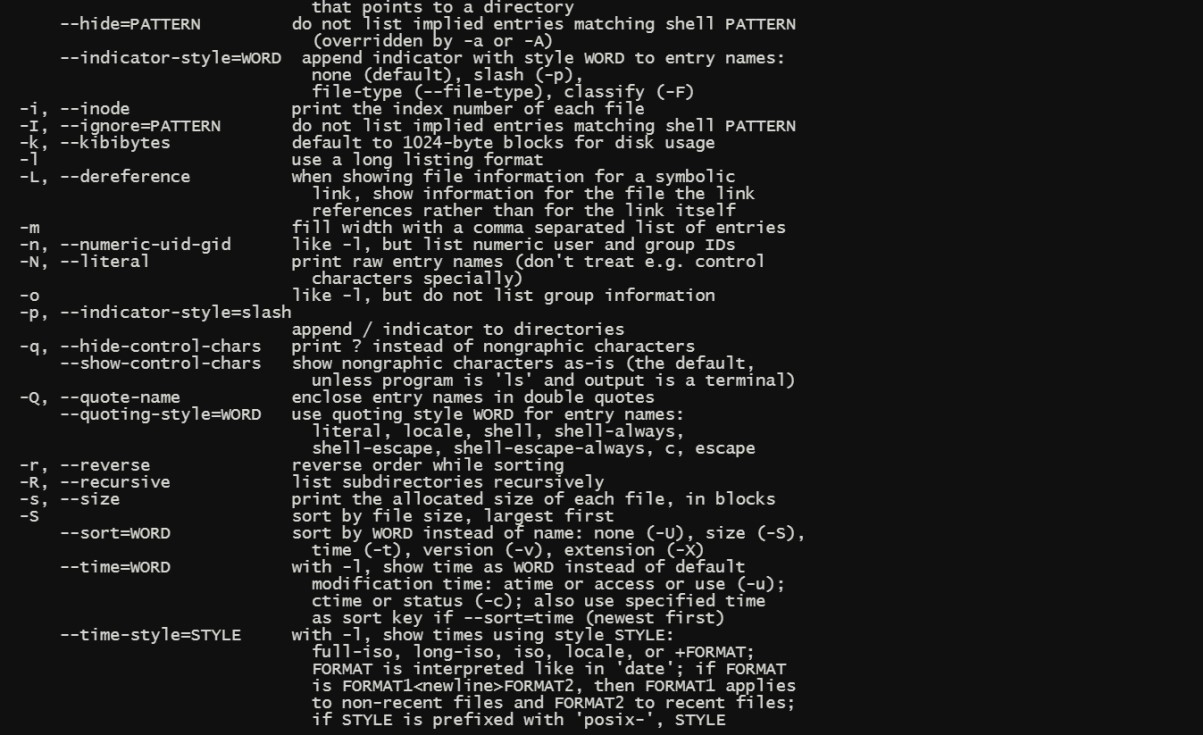 that points to a directory
      --hide=PATTERN         do not list implied entries matching shell PATTERN
                               (overridden by -a or -A)
      --indicator-style=WORD  append indicator with style WORD to entry names:
                               none (default), slash (-p),
                               file-type (--file-type), classify (-F)
  -i, --inode                print the index number of each file
  -I, --ignore=PATTERN       do not list implied entries matching shell PATTERN
  -k, --kibibytes            default to 1024-byte blocks for disk usage
  -l                         use a long listing format
  -L, --dereference          when showing file information for a symbolic
                               link, show information for the file the link
                               references rather than for the link itself
  -m                         fill width with a comma separated list of entries
  -n, --numeric-uid-gid      like -l, but list numeric user and group IDs
  -N, --literal              print raw entry names (don't treat e.g. control
                               characters specially)
  -o                         like -l, but do not list group information
  -p, --indicator-style=slash
                             append / indicator to directories
  -q, --hide-control-chars   print ? instead of nongraphic characters
      --show-control-chars   show nongraphic characters as-is (the default,
                               unless program is 'ls' and output is a terminal)
  -Q, --quote-name           enclose entry names in double quotes
      --quoting-style=WORD   use quoting style WORD for entry names:
                               literal, locale, shell, shell-always,
                               shell-escape, shell-escape-always, c, escape
  -r, --reverse              reverse order while sorting
  -R, --recursive            list subdirectories recursively
  -s, --size                 print the allocated size of each file, in blocks
  -S                         sort by file size, largest first
      --sort=WORD            sort by WORD instead of name: none (-U), size (-S),
                               time (-t), version (-v), extension (-X)
      --time=WORD            with -l, show time as WORD instead of default
                               modification time: atime or access or use (-u);
                               ctime or status (-c); also use specified time
                               as sort key if --sort=time (newest first)
      --time-style=STYLE     with -l, show times using style STYLE:
                               full-iso, long-iso, iso, locale, or +FORMAT;
                               FORMAT is interpreted like in 'date'; if FORMAT
                               is FORMAT1<newline>FORMAT2, then FORMAT1 applies
                               to non-recent files and FORMAT2 to recent files;
                               if STYLE is prefixed with 'posix-', STYLE